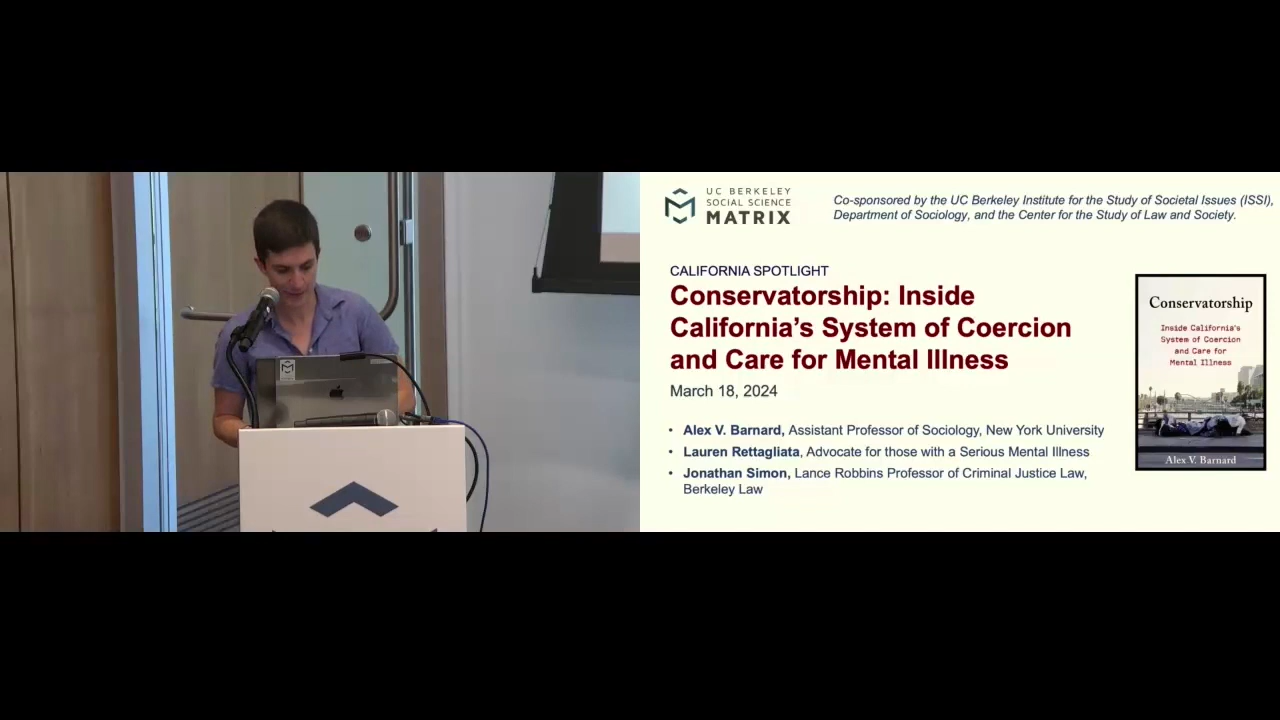 UC BERKELEY
SOCIAL SCIENCE
MATRIX
Co-sponsored by the UC Berkeley Institute for the Study of Societal Issues (ISSI),
Department of Sociology, and the Center for the Study of Law and Society.
CALIFORNIA SPOTLIGHT
Conservatorship: Inside
California's System of Coercion
and Care for Mental Illness
March 18, 2024
• Alex V. Barnard, Assistant Professor of Sociology, New York University
• Lauren Rettagliata, Advocate for those with a Serious Mental Illness
• Jonathan Simon, Lance Robbins Professor of Criminal Justice Law,
Berkeley Law
Conservatorship
Inside California's
System of Coercion
and Care for
Mental Illness
Alex V. Barnard